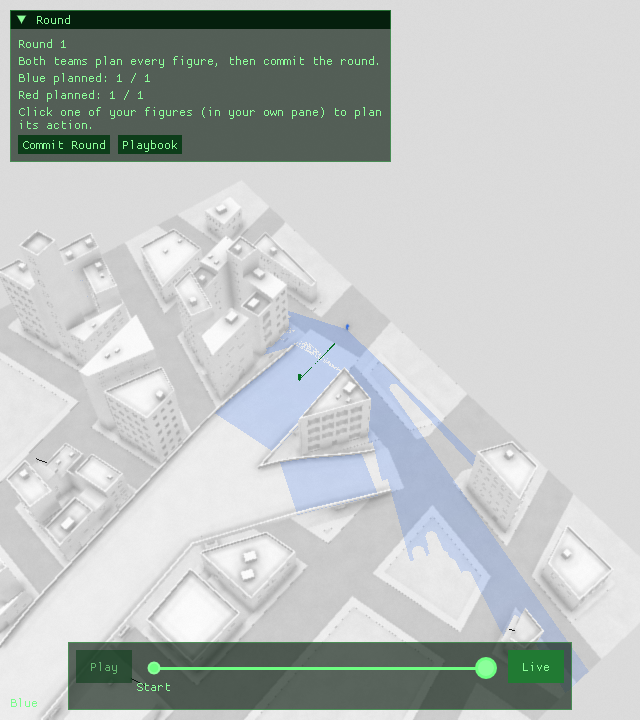 Round
Round 1
Both teams plan every figure, then commit the round.
Blue planned: 1 / 1
Red planned: 1 / 1
Click one of your figures (in your own pane) to plan
its action.
Commit Round Playbook
Play
Start
Live
Blue